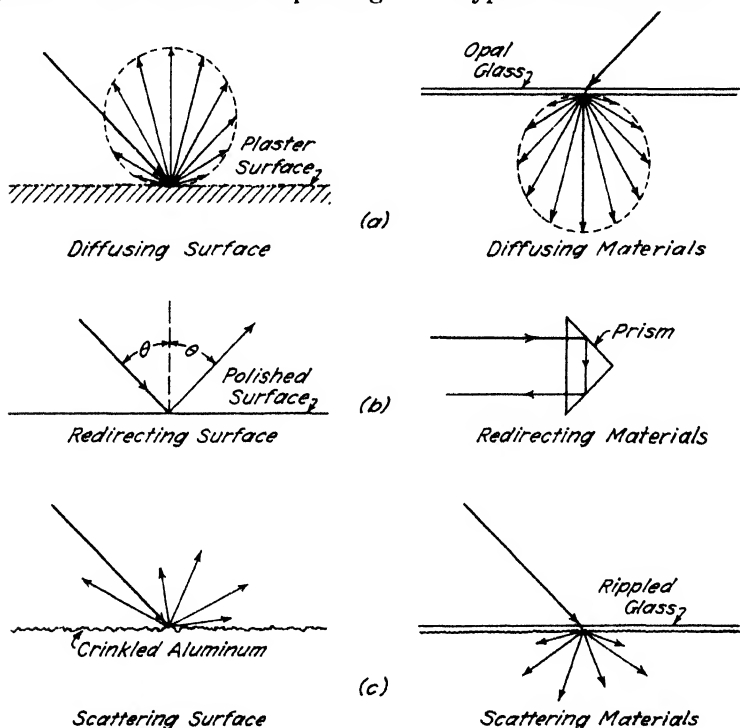 Opal
Glass
Plaster
Surface
(a)
Diffusing Surface
Diffusing Materials
θ θ
Polished
Surface
Prism
(b)
Redirecting Surface
Redirecting Materials
Rippled
Glass
Crinkled Aluminum
(c)
Scattering Surface
Scattering Materials